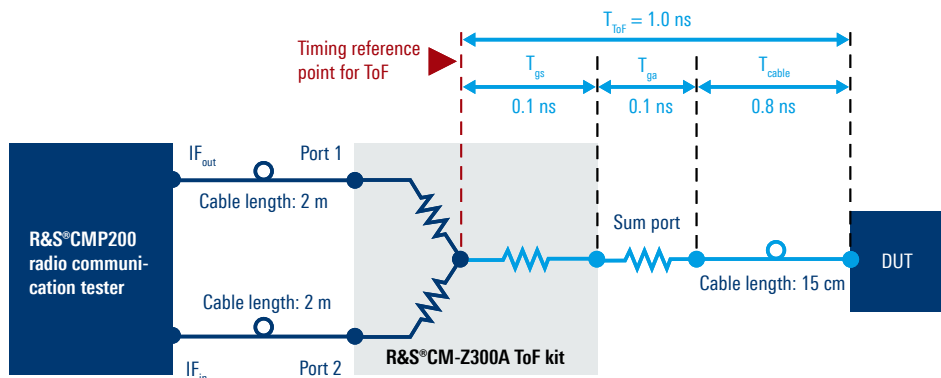 T_ToF = 1.0 ns
Timing reference
point for ToF
T_gs
T_ga
T_cable
0.1 ns
0.1 ns
0.8 ns
IF_out
Port 1
Cable length: 2 m
R&S®CMP200
radio communi-
cation tester
Sum port
DUT
Cable length: 15 cm
Cable length: 2 m
R&S®CM-Z300A ToF kit
IF_in
Port 2